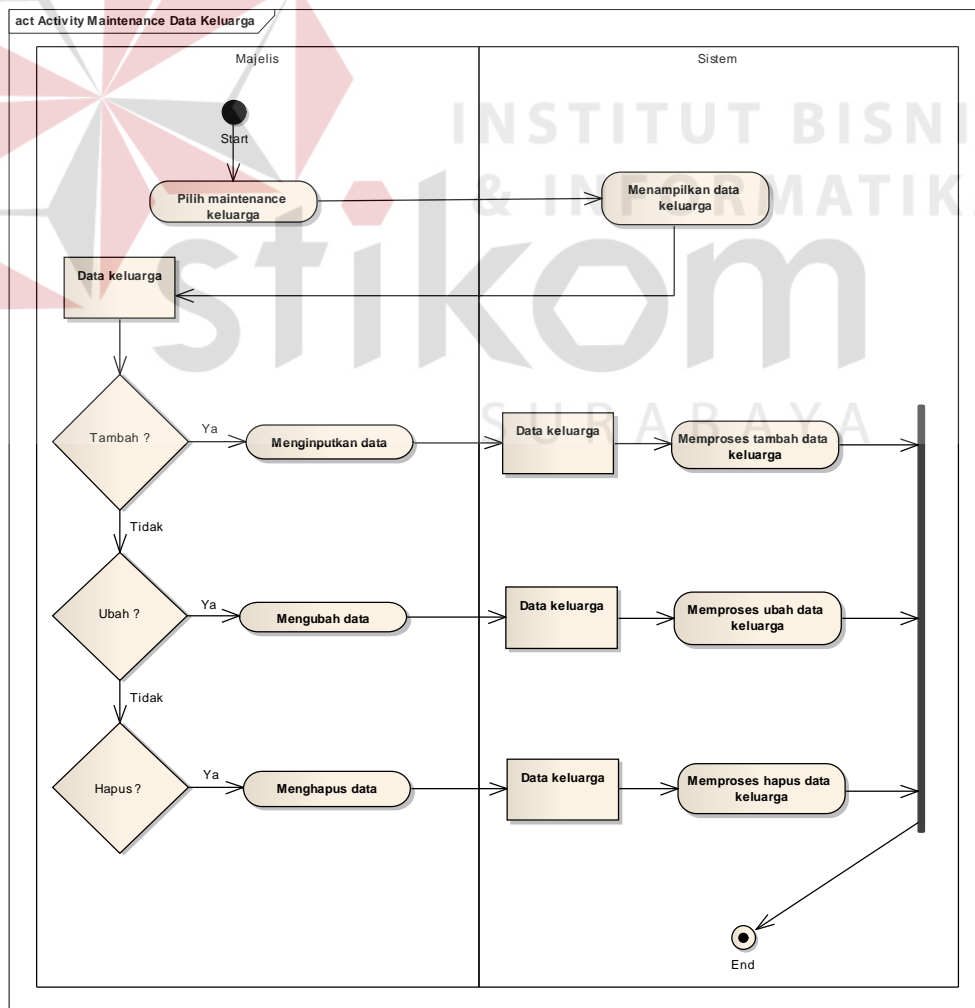 act Activity Maintenance Data Keluarga
Majelis
Sistem
Start
Pilih maintenance
keluarga
Menampilkan data
keluarga
Data keluarga
Tambah ?
Ya
Menginputkan data
Data keluarga
Memproses tambah data
keluarga
Tidak
Ubah ?
Ya
Mengubah data
Data keluarga
Memproses ubah data
keluarga
Tidak
Hapus ?
Ya
Menghapus data
Data keluarga
Memproses hapus data
keluarga
End
INSTITUT BISNI
& INFORMATIK
stikom
SURABAYA